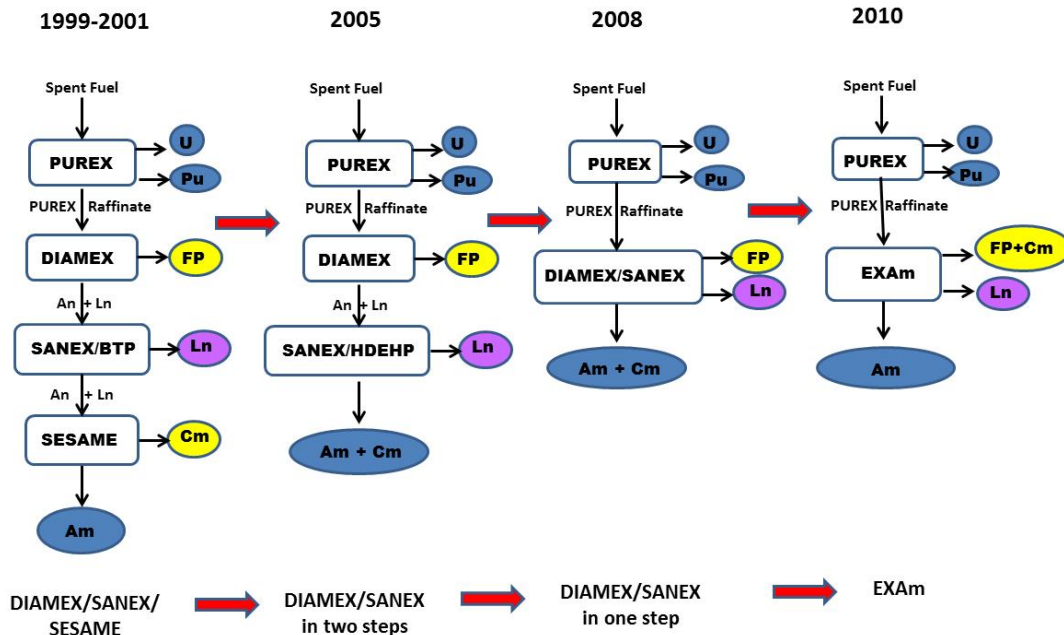 1999-2001
2005
2008
2010
Spent Fuel
PUREX
U
Pu
PUREX Raffinate
DIAMEX
FP
An + Ln
SANEX/BTP
Ln
An + Ln
SESAME
Cm
Am
Spent Fuel
PUREX
U
Pu
PUREX Raffinate
DIAMEX
FP
An + Ln
SANEX/HDEHP
Ln
Am + Cm
Spent Fuel
PUREX
U
Pu
PUREX Raffinate
DIAMEX/SANEX
FP
Ln
Am + Cm
Spent Fuel
PUREX
U
Pu
PUREX Raffinate
EXAm
FP+Cm
Ln
Am
DIAMEX/SANEX/
SESAME
DIAMEX/SANEX
in two steps
DIAMEX/SANEX
in one step
EXAm